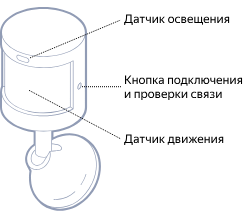 Датчик освещения
Кнопка подключения
и проверки связи
Датчик движения